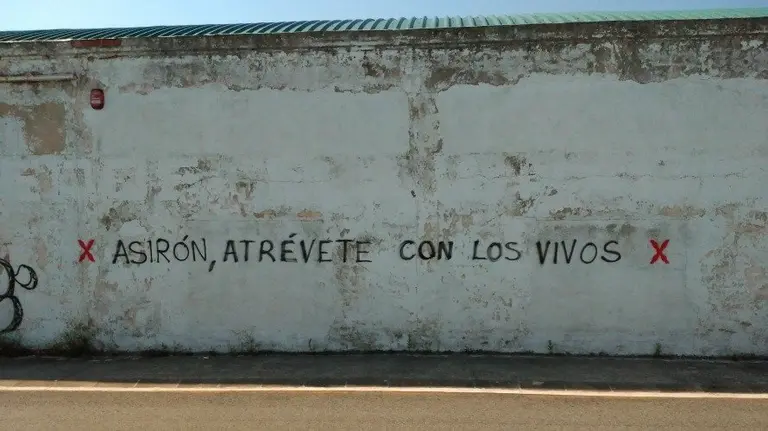 X ASIRÓN, ATRÉVETE CON LOS VIVOS X